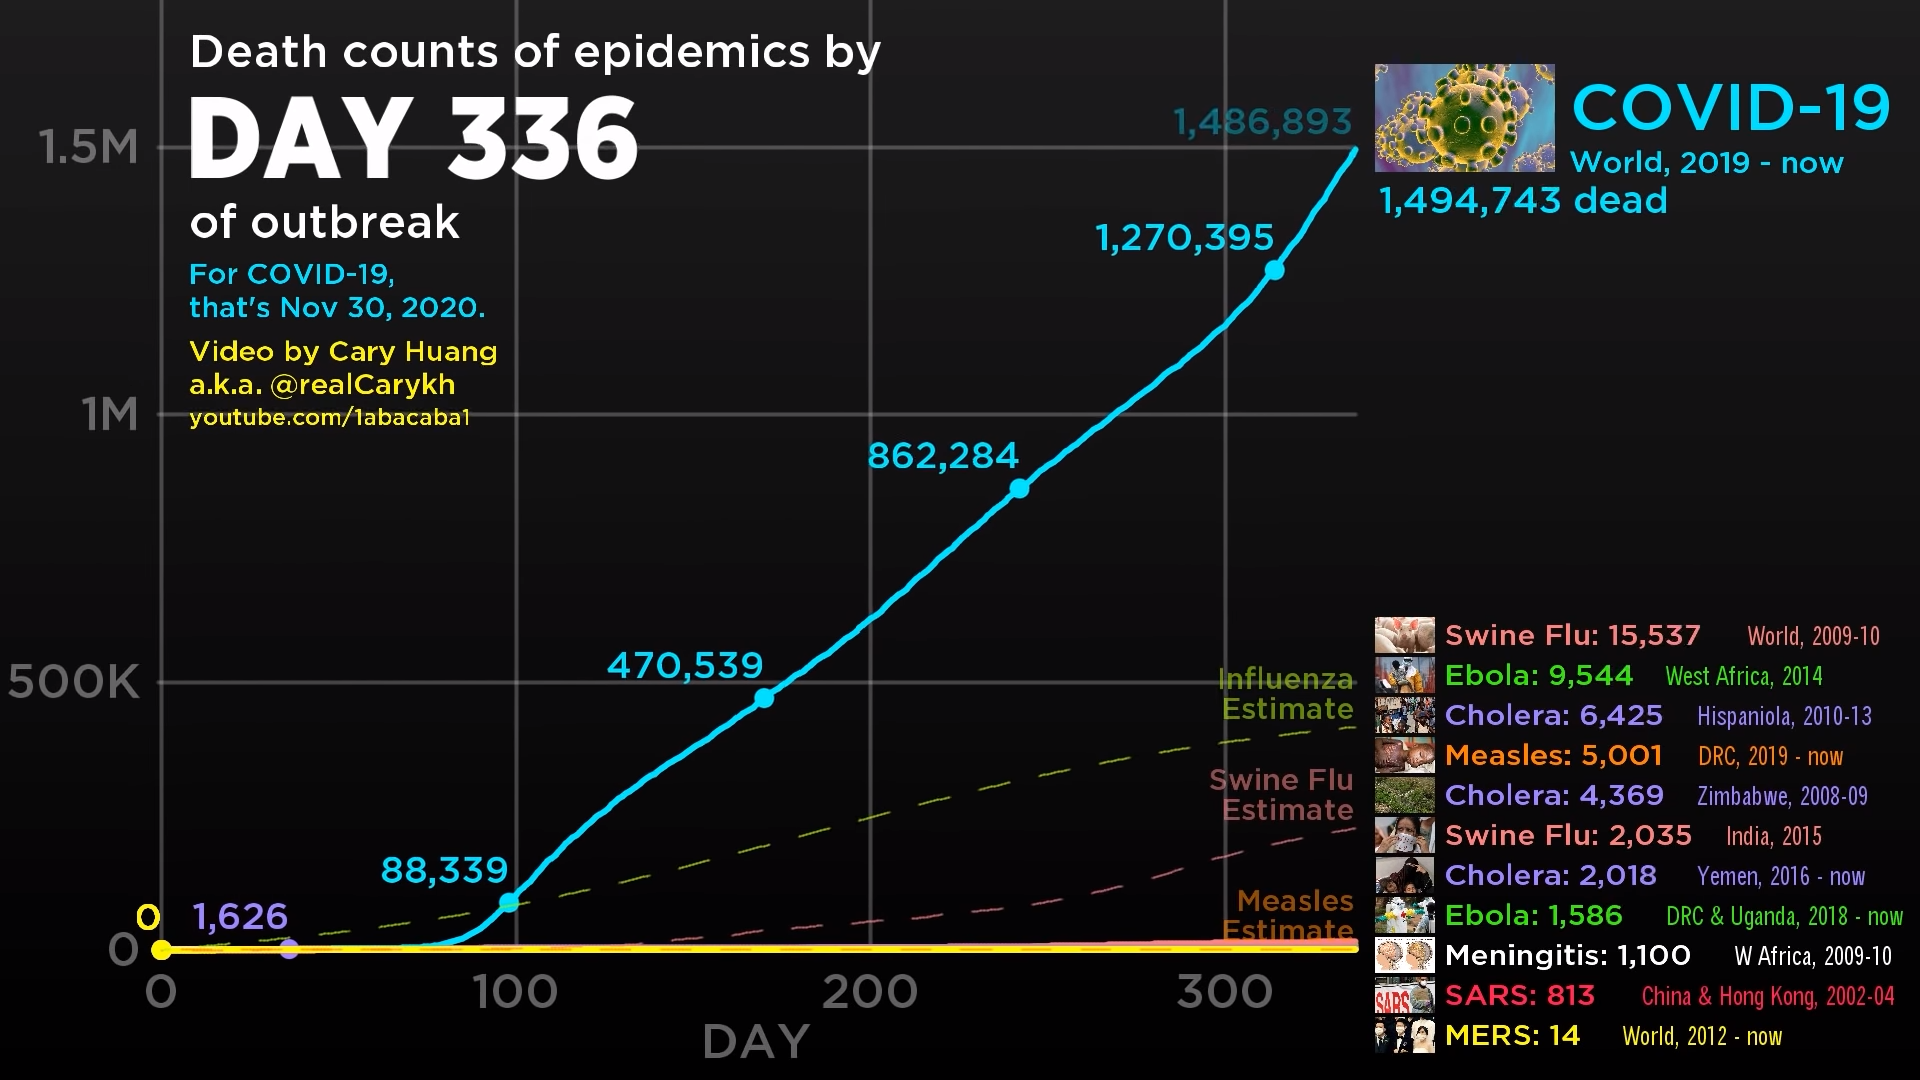 Death counts of epidemics by
DAY 336
of outbreak
For COVID-19,
that's Nov 30, 2020.
Video by Cary Huang
a.k.a. @realCarykh
youtube.com/1abacaba1
1.5M
1M
500K
0
0
1,626
88,339
470,539
862,284
1,270,395
1,486,893
COVID-19
World, 2019 - now
1,494,743 dead
Influenza
Estimate
Swine Flu
Estimate
Measles
Estimate
Swine Flu: 15,537 World, 2009-10
Ebola: 9,544 West Africa, 2014
Cholera: 6,425 Hispaniola, 2010-13
Measles: 5,001 DRC, 2019 - now
Cholera: 4,369 Zimbabwe, 2008-09
Swine Flu: 2,035 India, 2015
Cholera: 2,018 Yemen, 2016 - now
Ebola: 1,586 DRC & Uganda, 2018 - now
Meningitis: 1,100 W Africa, 2009-10
SARS
SARS: 813 China & Hong Kong, 2002-04
MERS: 14 World, 2012 - now
0 100 200 300
DAY